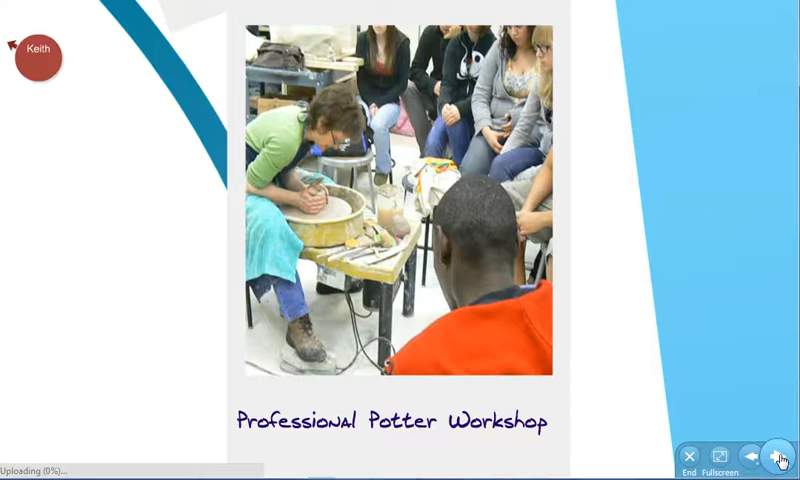 Keith
Professional Potter Workshop
Uploading (0%)...
End Fullscreen